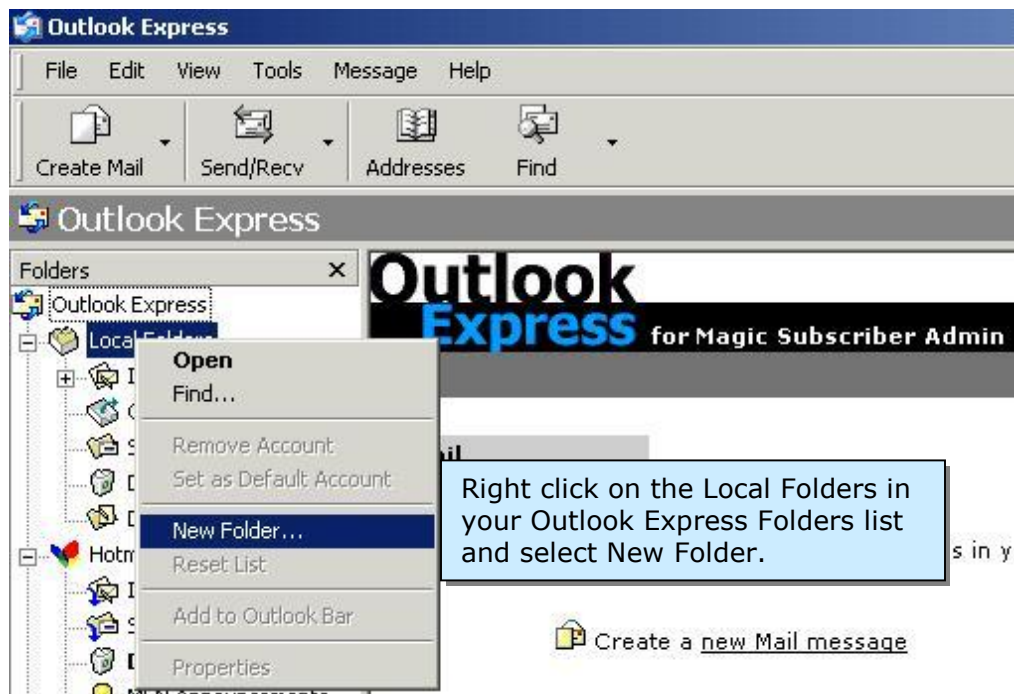 Outlook Express
File Edit View Tools Message Help
Create Mail Send/Recv Addresses Find
Outlook Express
Folders x
Outlook Express
Outlook
Express for Magic Subscriber Admin
Open
Find...
Remove Account
Set as Default Account
New Folder...
Reset List
Add to Outlook Bar
Properties
Right click on the Local Folders in
your Outlook Express Folders list
and select New Folder.
s in y
Create a new Mail message